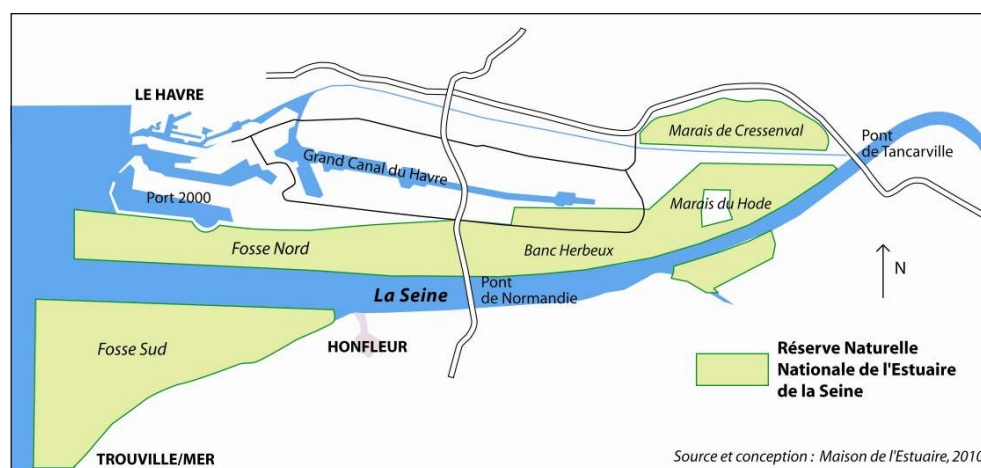 LE HAVRE
Marais de Cressenval
Pont
de Tancarville
Grand Canal du Havre
Port 2000
Marais du Hode
Fosse Nord
Banc Herbeux
N
La Seine
Pont
de Normandie
Fosse Sud
HONFLEUR
Réserve Naturelle
Nationale de l'Estuaire
de la Seine
TROUVILLE/MER
Source et conception : Maison de l'Estuaire, 2010